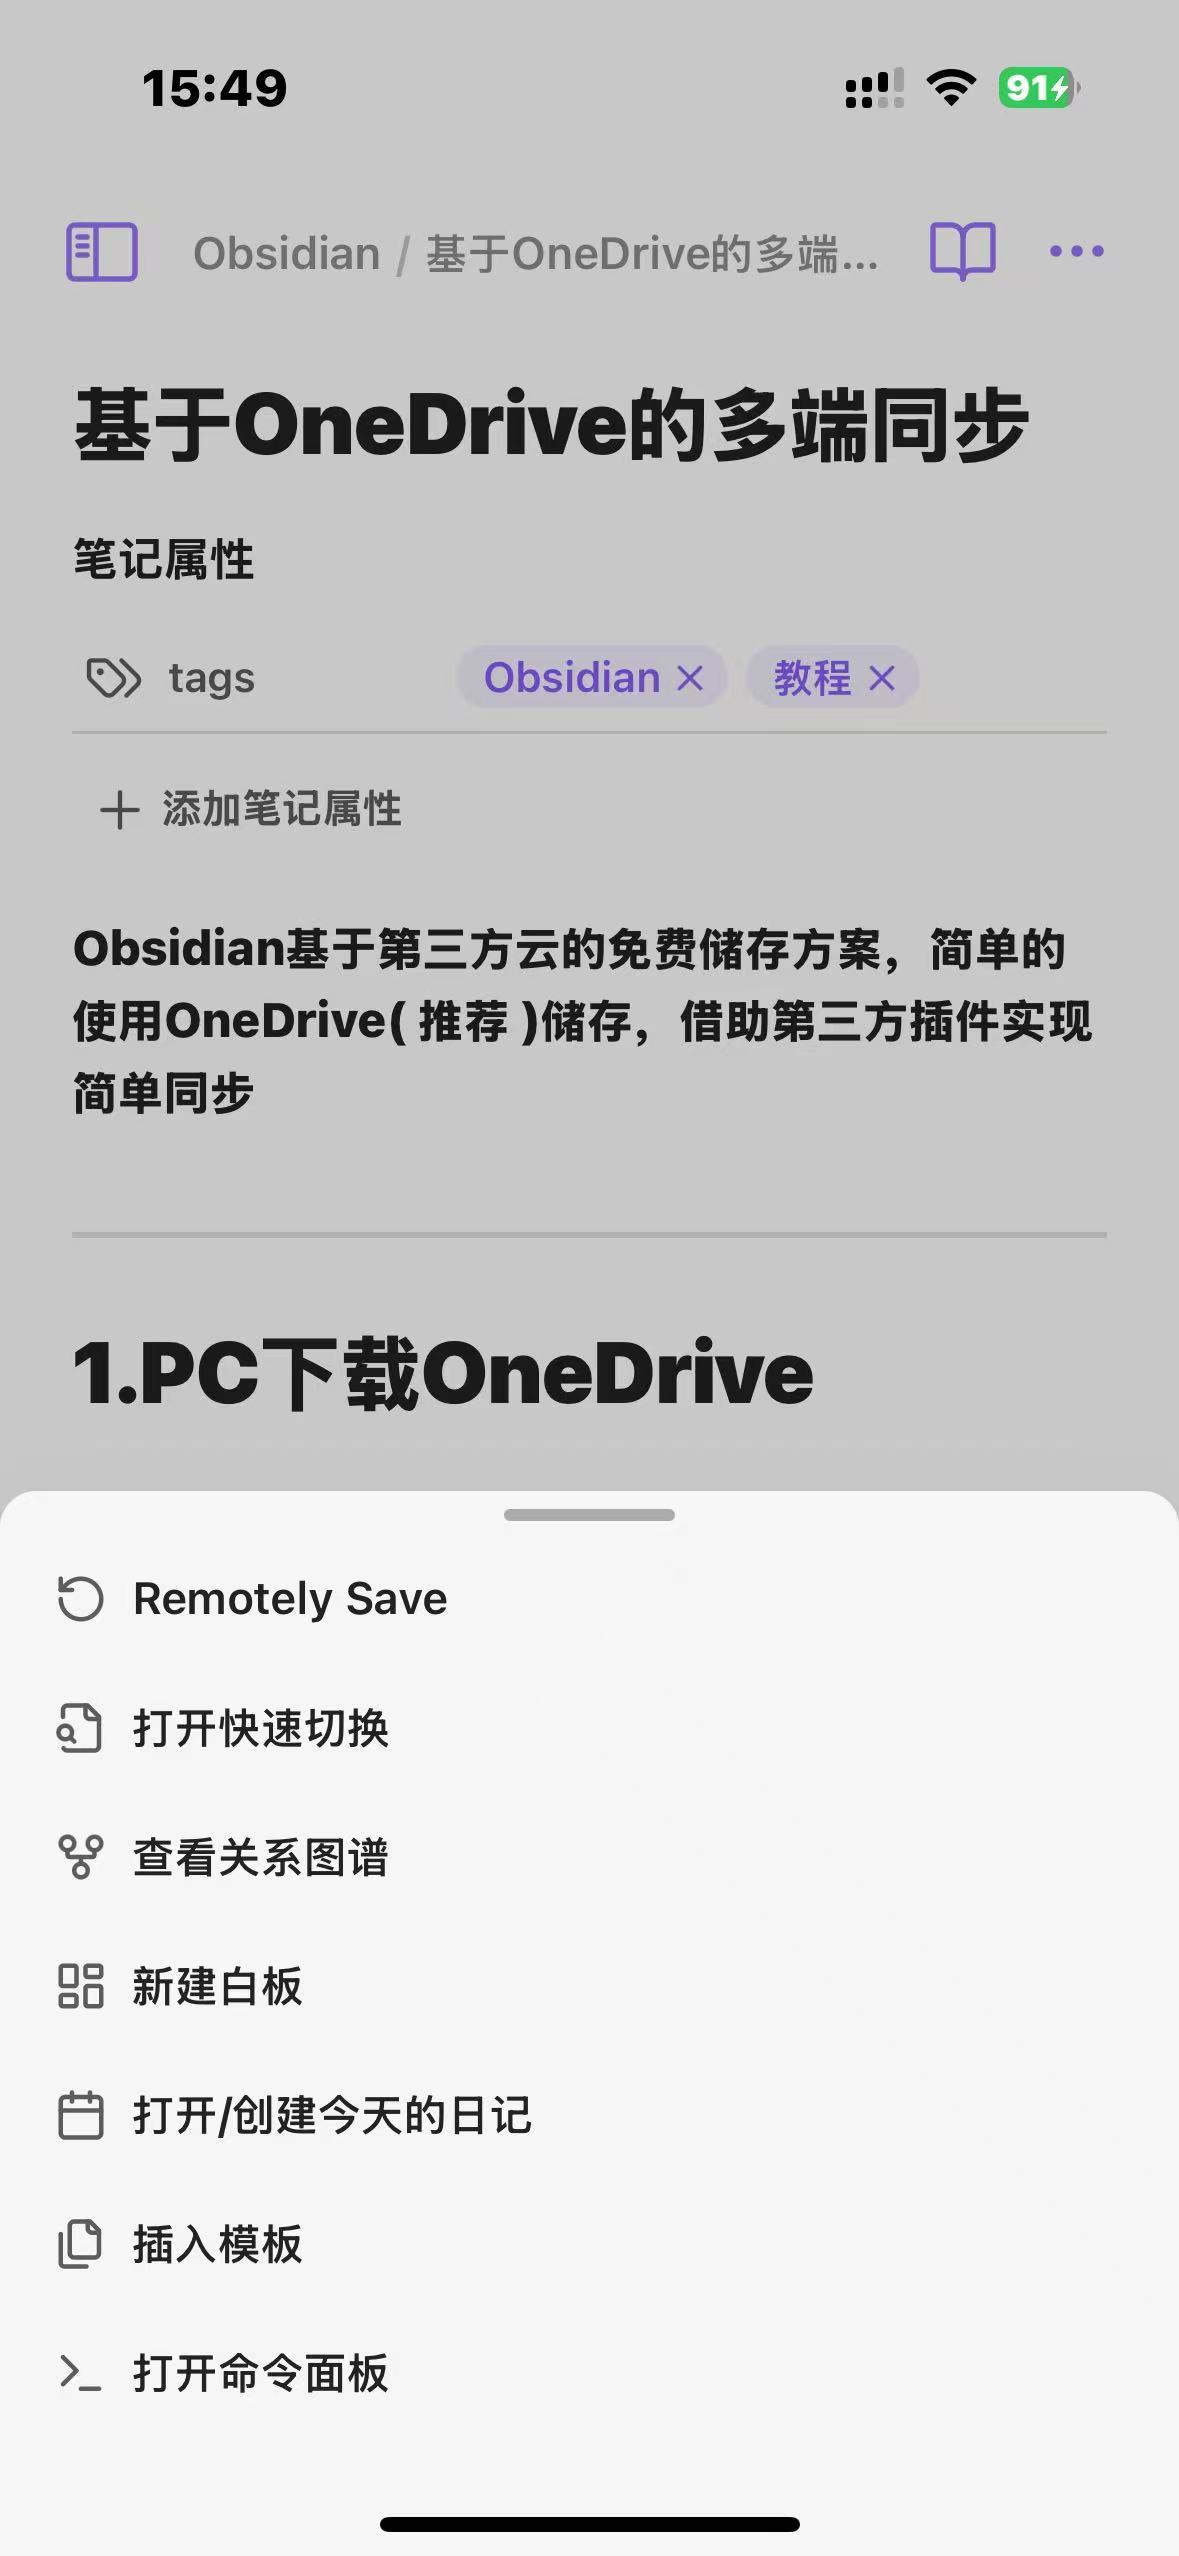 15:49
91
Obsidian / 基于OneDrive的多端...
基于OneDrive的多端同步
笔记属性
tags Obsidian 教程
添加笔记属性
Obsidian基于第三方云的免费储存方案，简单的
使用OneDrive( 推荐 )储存，借助第三方插件实现
简单同步
1.PC下载OneDrive
Remotely Save
打开快速切换
查看关系图谱
新建白板
打开/创建今天的日记
插入模板
打开命令面板